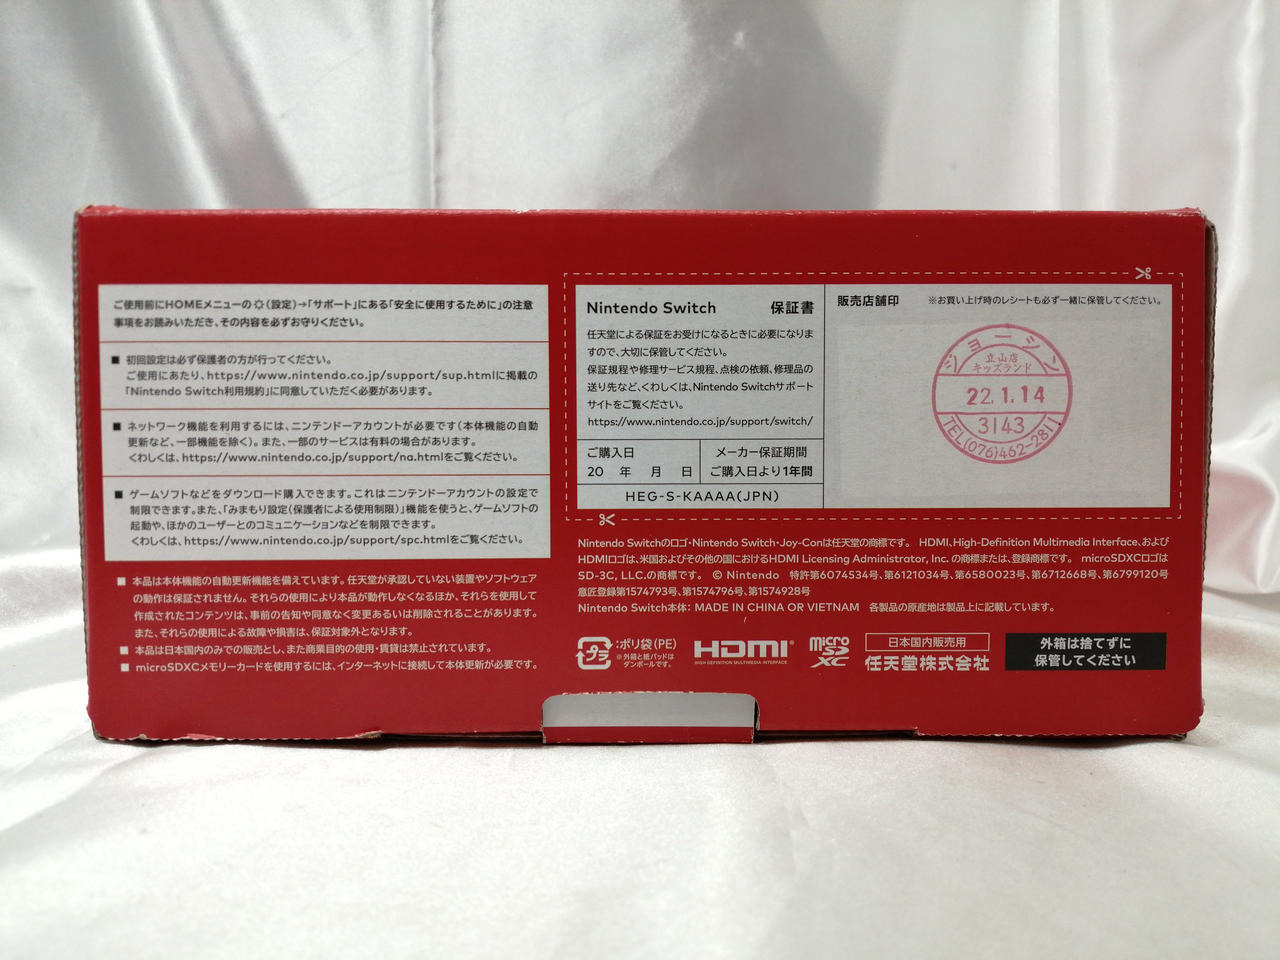 ご使用前にHOMEメニューの(設定)→「サポート」にある「安全に使用するために」の注意
事項をお読みいただき、その内容を必ずお守りください。
■ 初回設定は必ず保護者の方が行ってください。
ご使用にあたり、https://www.nintendo.co.jp/support/sup.htmlに掲載の
「Nintendo Switch利用規約」に同意していただく必要があります。
■ ネットワーク機能を利用するには、ニンテンドーアカウントが必要です(本体機能の自動
更新など、一部機能を除く)。また、一部のサービスは有料の場合があります。
くわしくは、https://www.nintendo.co.jp/support/na.htmlをご覧ください。
■ ゲームソフトなどをダウンロード購入できます。これはニンテンドーアカウントの設定で
制限できます。また、「みまもり設定(保護者による使用制限)」機能を使うと、ゲームソフトの
起動や、ほかのユーザーとのコミュニケーションなどを制限できます。
くわしくは、https://www.nintendo.co.jp/support/spc.htmlをご覧ください。
■ 本品は本体機能の自動更新機能を備えています。任天堂が承認していない装置やソフトウェア
の動作は保証されません。それらの使用により本品が動作しなくなるほか、それらを使用して
作成されたコンテンツは、事前の告知や同意なく変更あるいは削除されることがあります。
また、それらの使用による故障や損害は、保証対象外となります。
■ 本品は日本国内のみでの販売とし、また商業目的の使用・賃貸は禁止されています。
■ microSDXCメモリーカードを使用するには、インターネットに接続して本体更新が必要です。
Nintendo Switch 保証書
任天堂による保証をお受けになるときに必要になりま
すので、大切に保管してください。
保証規程や修理サービス規程、点検の依頼、修理品の
送り先など、くわしくは、Nintendo Switchサポート
サイトをご覧ください。
https://www.nintendo.co.jp/support/switch/
ご購入日
20 年 月 日
メーカー保証期間
ご購入日より1年間
HEG-S-KAAAA(JPN)
販売店舗印 ※お買い上げ時のレシートも必ず一緒に保管してください。
ジョーシン
立山店
キッズランド
22.1.14
3143
TEL(076)462-2811
Nintendo Switchのロゴ・Nintendo Switch・Joy-Conは任天堂の商標です。 HDMI、High-Definition Multimedia Interface、および
HDMIロゴは、米国およびその他の国におけるHDMI Licensing Administrator, Inc. の商標または、登録商標です。 microSDXCロゴは
SD-3C, LLC.の商標です。 © Nintendo 特許第6074534号、第6121034号、第6580023号、第6712668号、第6799120号
意匠登録第1574793号、第1574796号、第1574928号
Nintendo Switch本体: MADE IN CHINA OR VIETNAM 各製品の原産地は製品上に記載しています。
プラ
:ポリ袋(PE)
※外箱と紙パッドは
ダンボールです。
HDMI®
HIGH-DEFINITION MULTIMEDIA INTERFACE
micro SD XC
日本国内販売用
任天堂株式会社
外箱は捨てずに
保管してください